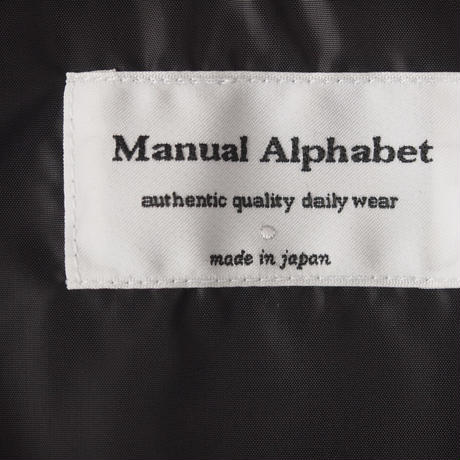 Manual Alphabet
authentic quality daily wear
made in japan